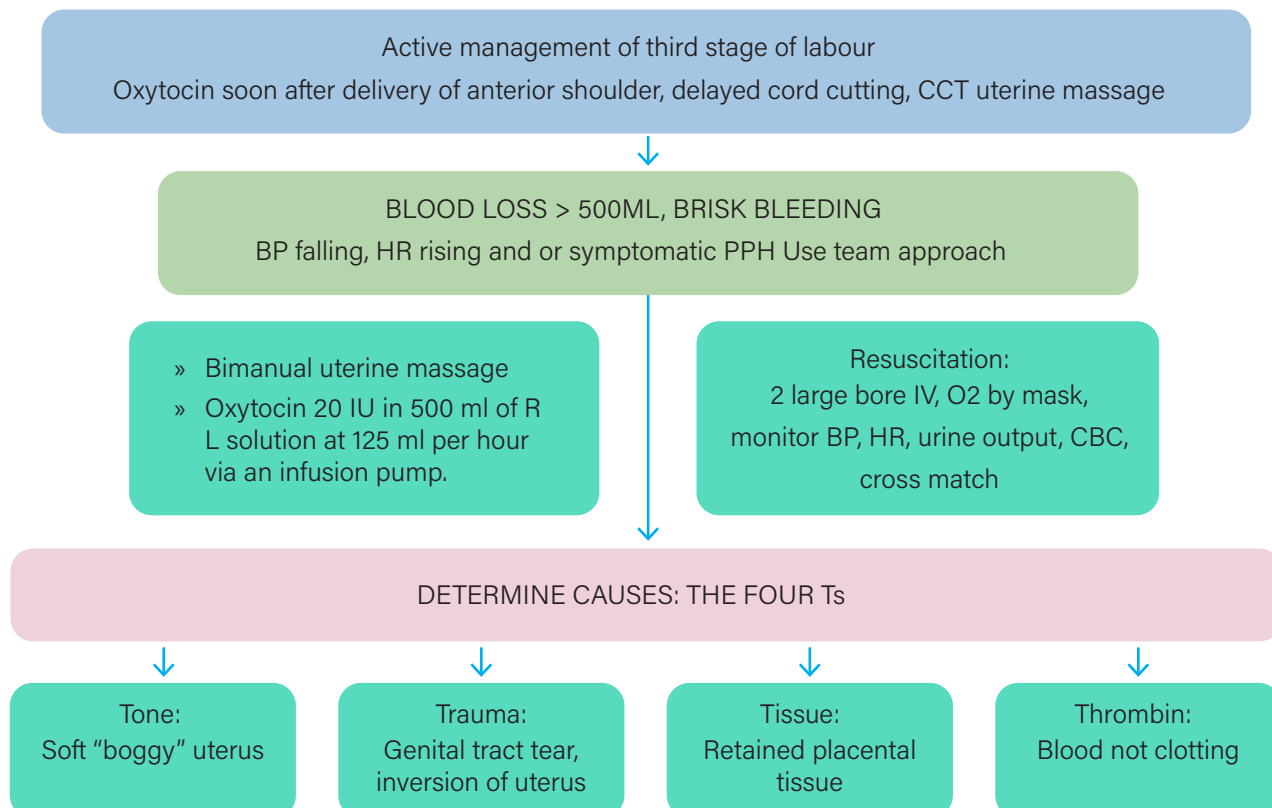 Active management of third stage of labour
Oxytocin soon after delivery of anterior shoulder, delayed cord cutting, CCT uterine massage
BLOOD LOSS > 500ML, BRISK BLEEDING
BP falling, HR rising and or symptomatic PPH Use team approach
» Bimanual uterine massage
» Oxytocin 20 IU in 500 ml of R
L solution at 125 ml per hour
via an infusion pump.
Resuscitation:
2 large bore IV, O2 by mask,
monitor BP, HR, urine output, CBC,
cross match
DETERMINE CAUSES: THE FOUR Ts
Tone:
Soft “boggy” uterus
Trauma:
Genital tract tear,
inversion of uterus
Tissue:
Retained placental
tissue
Thrombin:
Blood not clotting